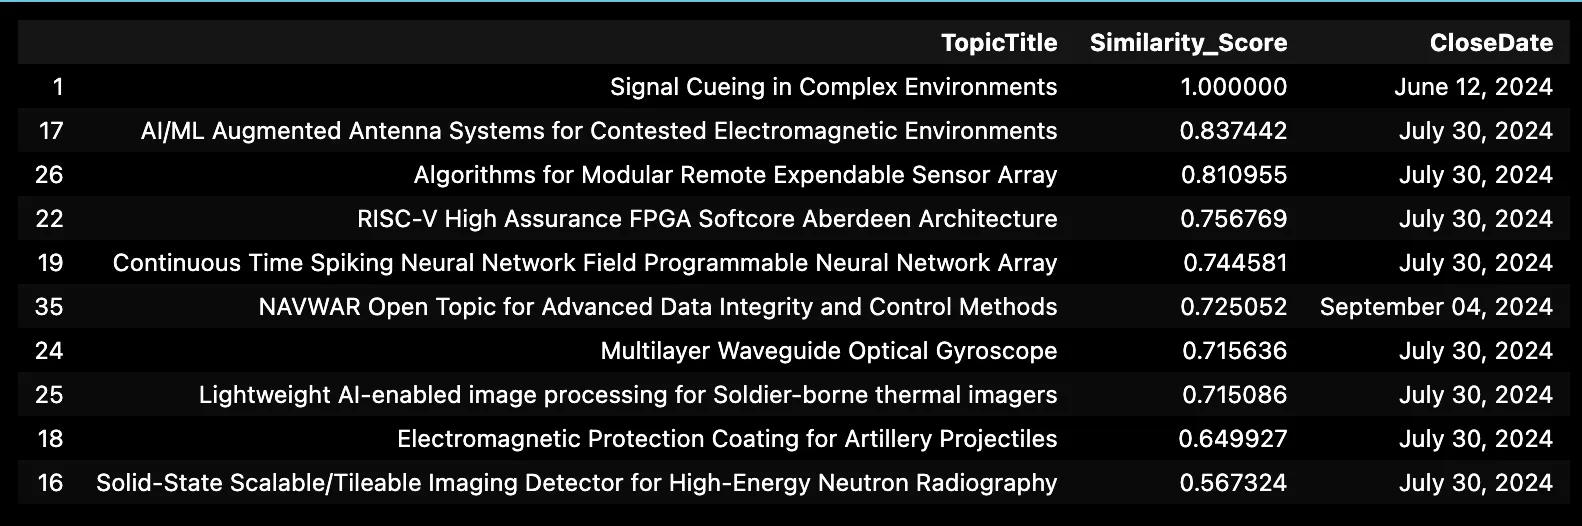 TopicTitle Similarity_Score CloseDate
1 Signal Cueing in Complex Environments 1.000000 June 12, 2024
17 AI/ML Augmented Antenna Systems for Contested Electromagnetic Environments 0.837442 July 30, 2024
26 Algorithms for Modular Remote Expendable Sensor Array 0.810955 July 30, 2024
22 RISC-V High Assurance FPGA Softcore Aberdeen Architecture 0.756769 July 30, 2024
19 Continuous Time Spiking Neural Network Field Programmable Neural Network Array 0.744581 July 30, 2024
35 NAVWAR Open Topic for Advanced Data Integrity and Control Methods 0.725052 September 04, 2024
24 Multilayer Waveguide Optical Gyroscope 0.715636 July 30, 2024
25 Lightweight AI-enabled image processing for Soldier-borne thermal imagers 0.715086 July 30, 2024
18 Electromagnetic Protection Coating for Artillery Projectiles 0.649927 July 30, 2024
16 Solid-State Scalable/Tileable Imaging Detector for High-Energy Neutron Radiography 0.567324 July 30, 2024